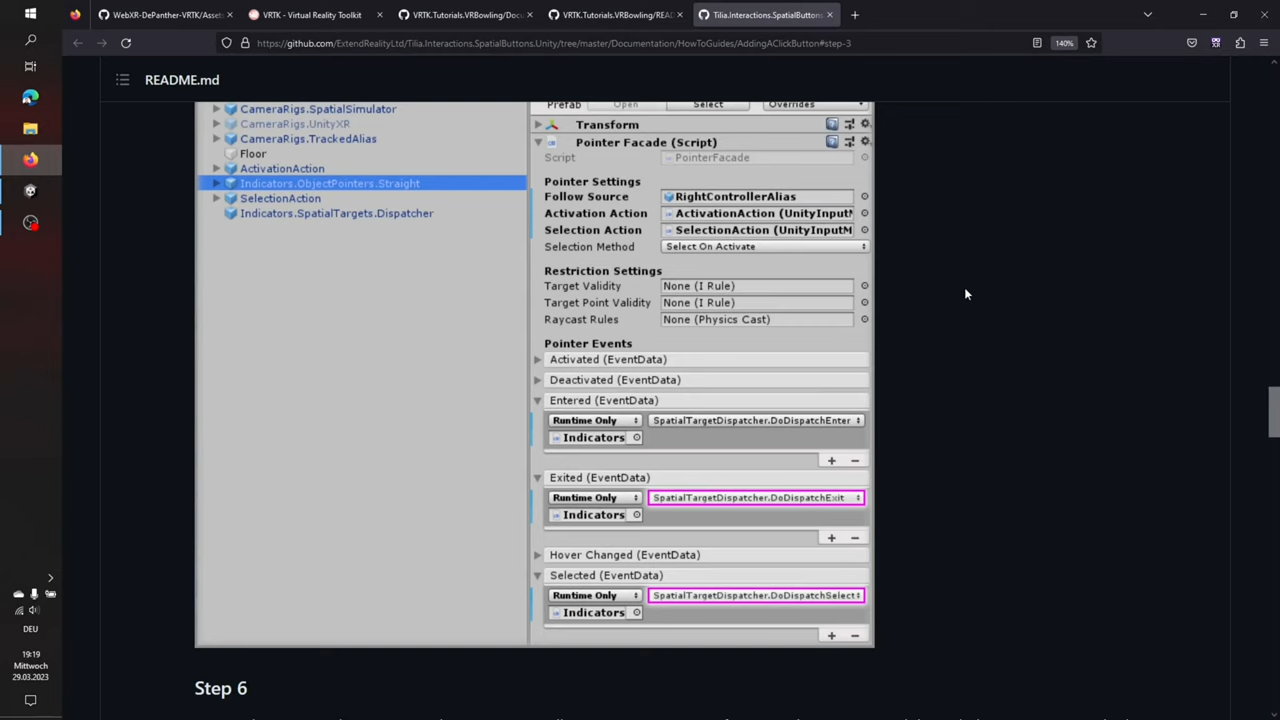 WebXR-DePanther-VRTK/Assets
VRTK - Virtual Reality Toolkit
VRTK.Tutorials.VRBowling/Docu
VRTK.Tutorials.VRBowling/REA
Tilia.Interactions.SpatialButtons
https://github.com/ExtendRealityLtd/Tilia.Interactions.SpatialButtons.Unity/tree/master/Documentation/HowToGuides/AddingAClickButton#step-3
140%
README.md
CameraRigs.SpatialSimulator
CameraRigs.UnityXR
CameraRigs.TrackedAlias
Floor
ActivationAction
Indicators.ObjectPointers.Straight
SelectionAction
Indicators.SpatialTargets.Dispatcher
Prefab Open Select Overrides
Transform
Pointer Facade (Script)
Script PointerFacade
Pointer Settings
Follow Source RightControllerAlias
Activation Action ActivationAction (UnityInputM
Selection Action SelectionAction (UnityInputM
Selection Method Select On Activate
Restriction Settings
Target Validity None (I Rule)
Target Point Validity None (I Rule)
Raycast Rules None (Physics Cast)
Pointer Events
Activated (EventData)
Deactivated (EventData)
Entered (EventData)
Runtime Only SpatialTargetDispatcher.DoDispatchEnter
Indicators
+ −
Exited (EventData)
Runtime Only SpatialTargetDispatcher.DoDispatchExit
Indicators
+ −
Hover Changed (EventData)
Selected (EventData)
Runtime Only SpatialTargetDispatcher.DoDispatchSelect
Indicators
+ −
Step 6
DEU
19:19
Mittwoch
29.03.2023